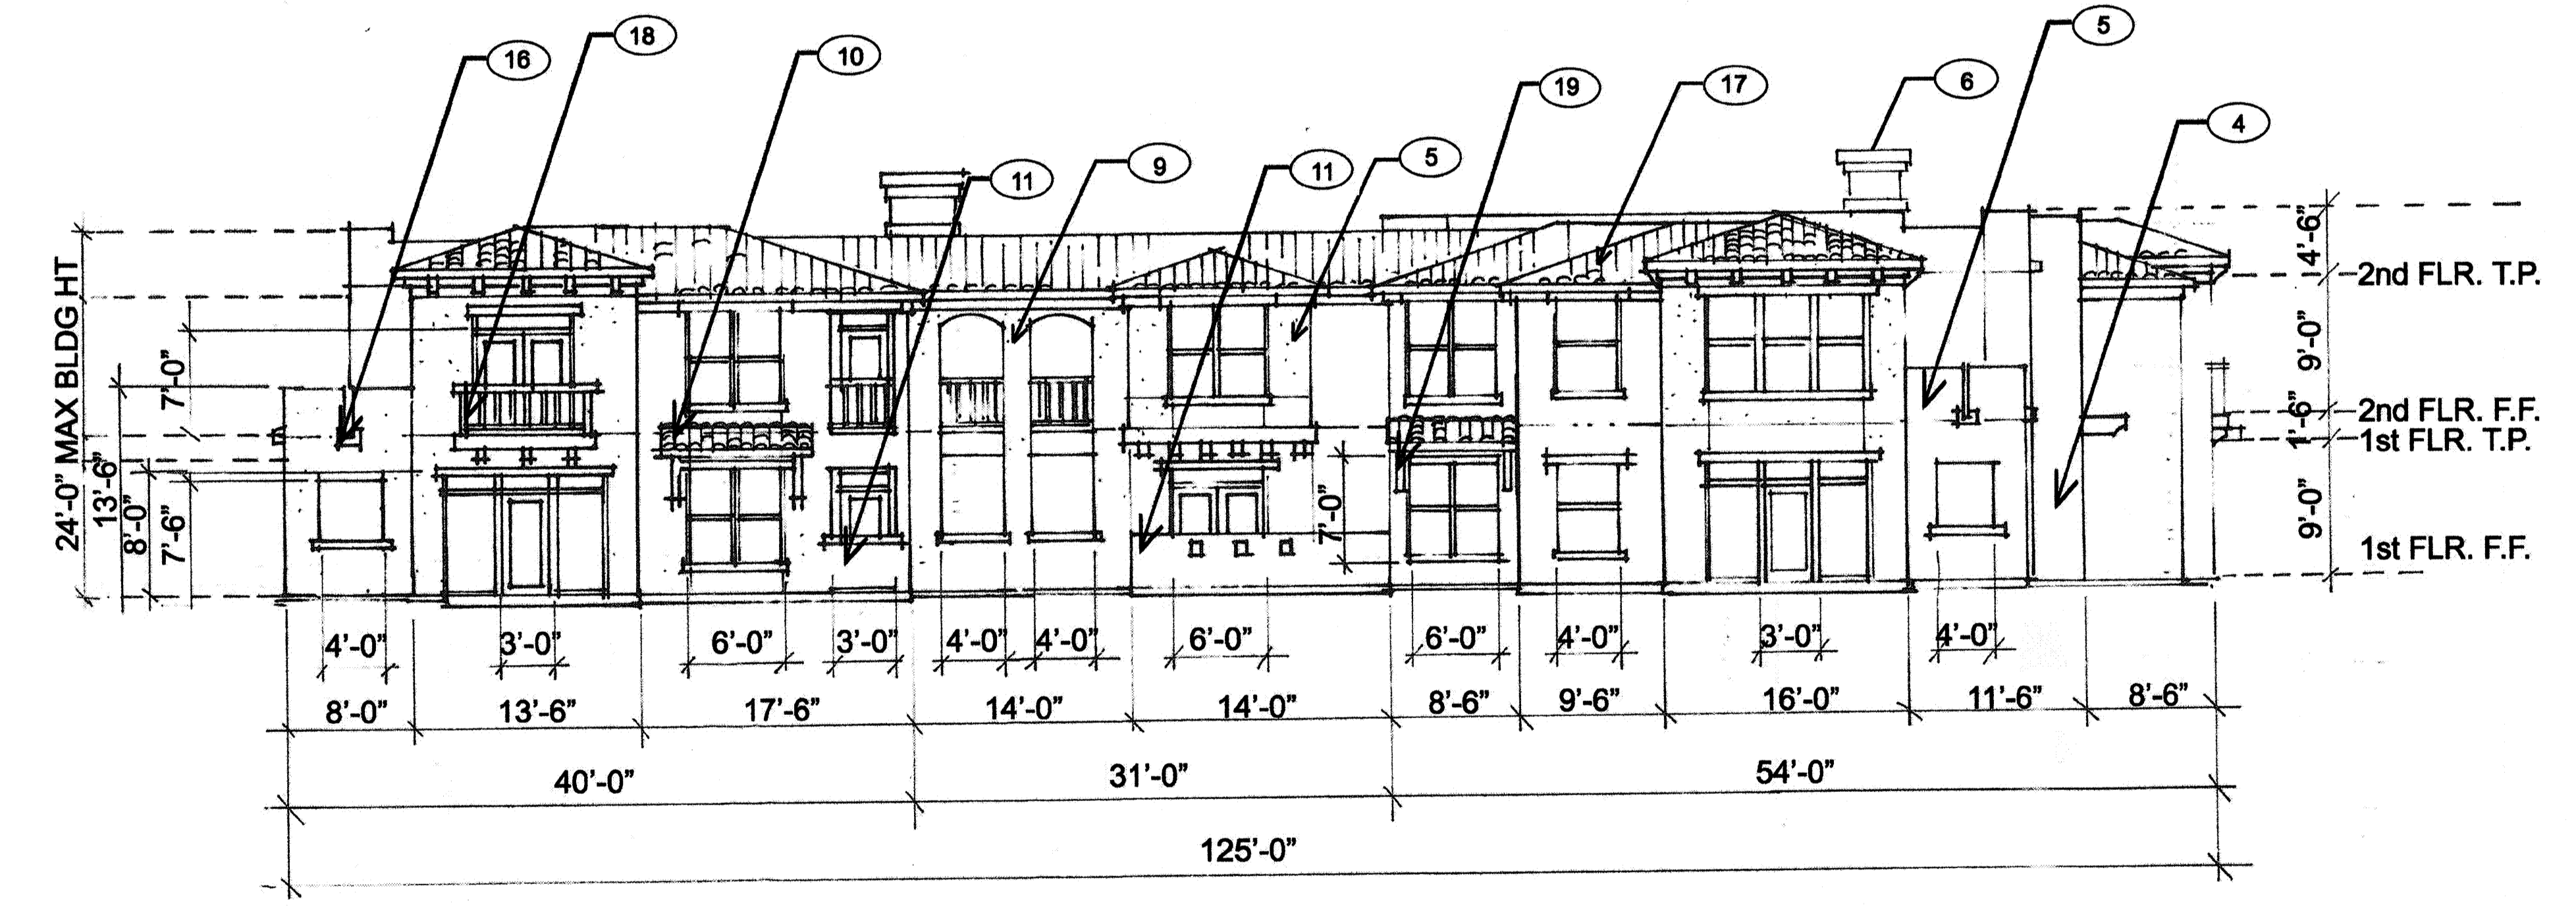 5
18
16
10
6
17
19
4
5
11
9
11
4'-6"
2nd FLR. T.P.
24'-0" MAX BLDG HT
13'-6"
8'-0"
7'-0"
7'-6"
7'-0"
9'-0"
2nd FLR. F.F.
1'-6"
1st FLR. T.P.
9'-0"
1st FLR. F.F.
4'-0" 3'-0" 6'-0" 3'-0" 4'-0" 4'-0" 6'-0" 6'-0" 4'-0" 3'-0" 4'-0"
8'-0" 13'-6" 17'-6" 14'-0" 14'-0" 8'-6" 9'-6" 16'-0" 11'-6" 8'-6"
40'-0" 31'-0" 54'-0"
125'-0"